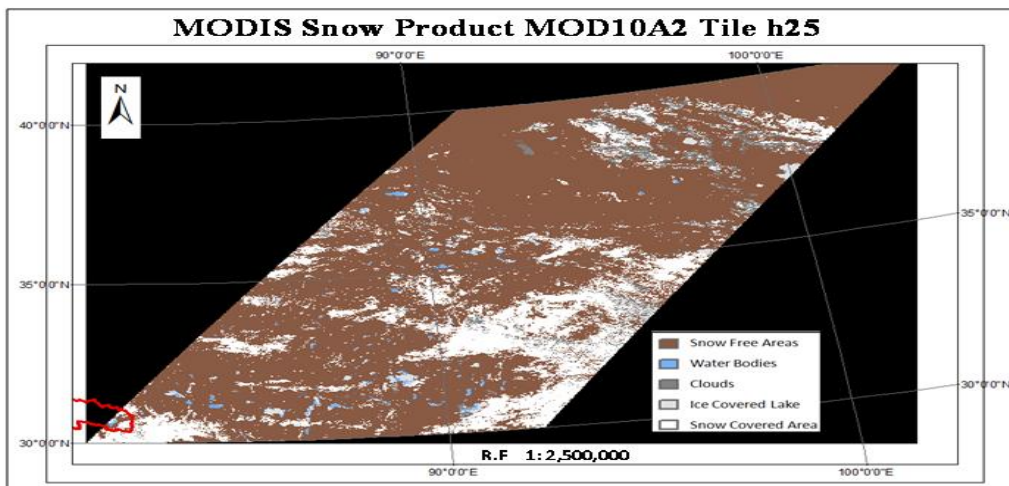 MODIS Snow Product MOD10A2 Tile h25
90°0'0"E
100°0'0"E
N
40°0'0"N
35°0'0"N
35°0'0"N
Snow Free Areas
Water Bodies
Clouds
Ice Covered Lake
Snow Covered Area
30°0'0"N
30°0'0"N
R.F 1:2,500,000
90°0'0"E
100°0'0"E